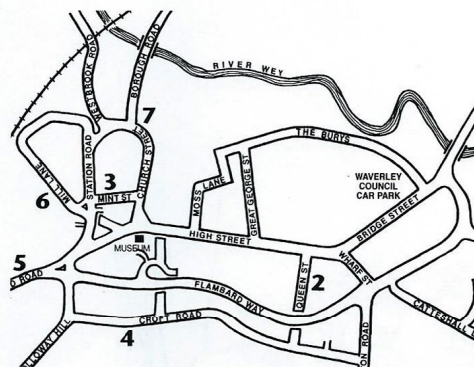 WESTBROOK ROAD
BOROUGH ROAD
RIVER WEY
7
THE BURYS
STATION ROAD
CHURCH STREET
MILL LANE
3
MINT ST
6
MOSS LANE
GREAT GEORGE ST
WAVERLEY
COUNCIL
CAR PARK
BRIDGE STREET
HIGH STREET
MUSEUM
WHARF ST
5
ROAD
2
QUEEN ST
FLAMBARD WAY
CROFT ROAD
4
ROAD